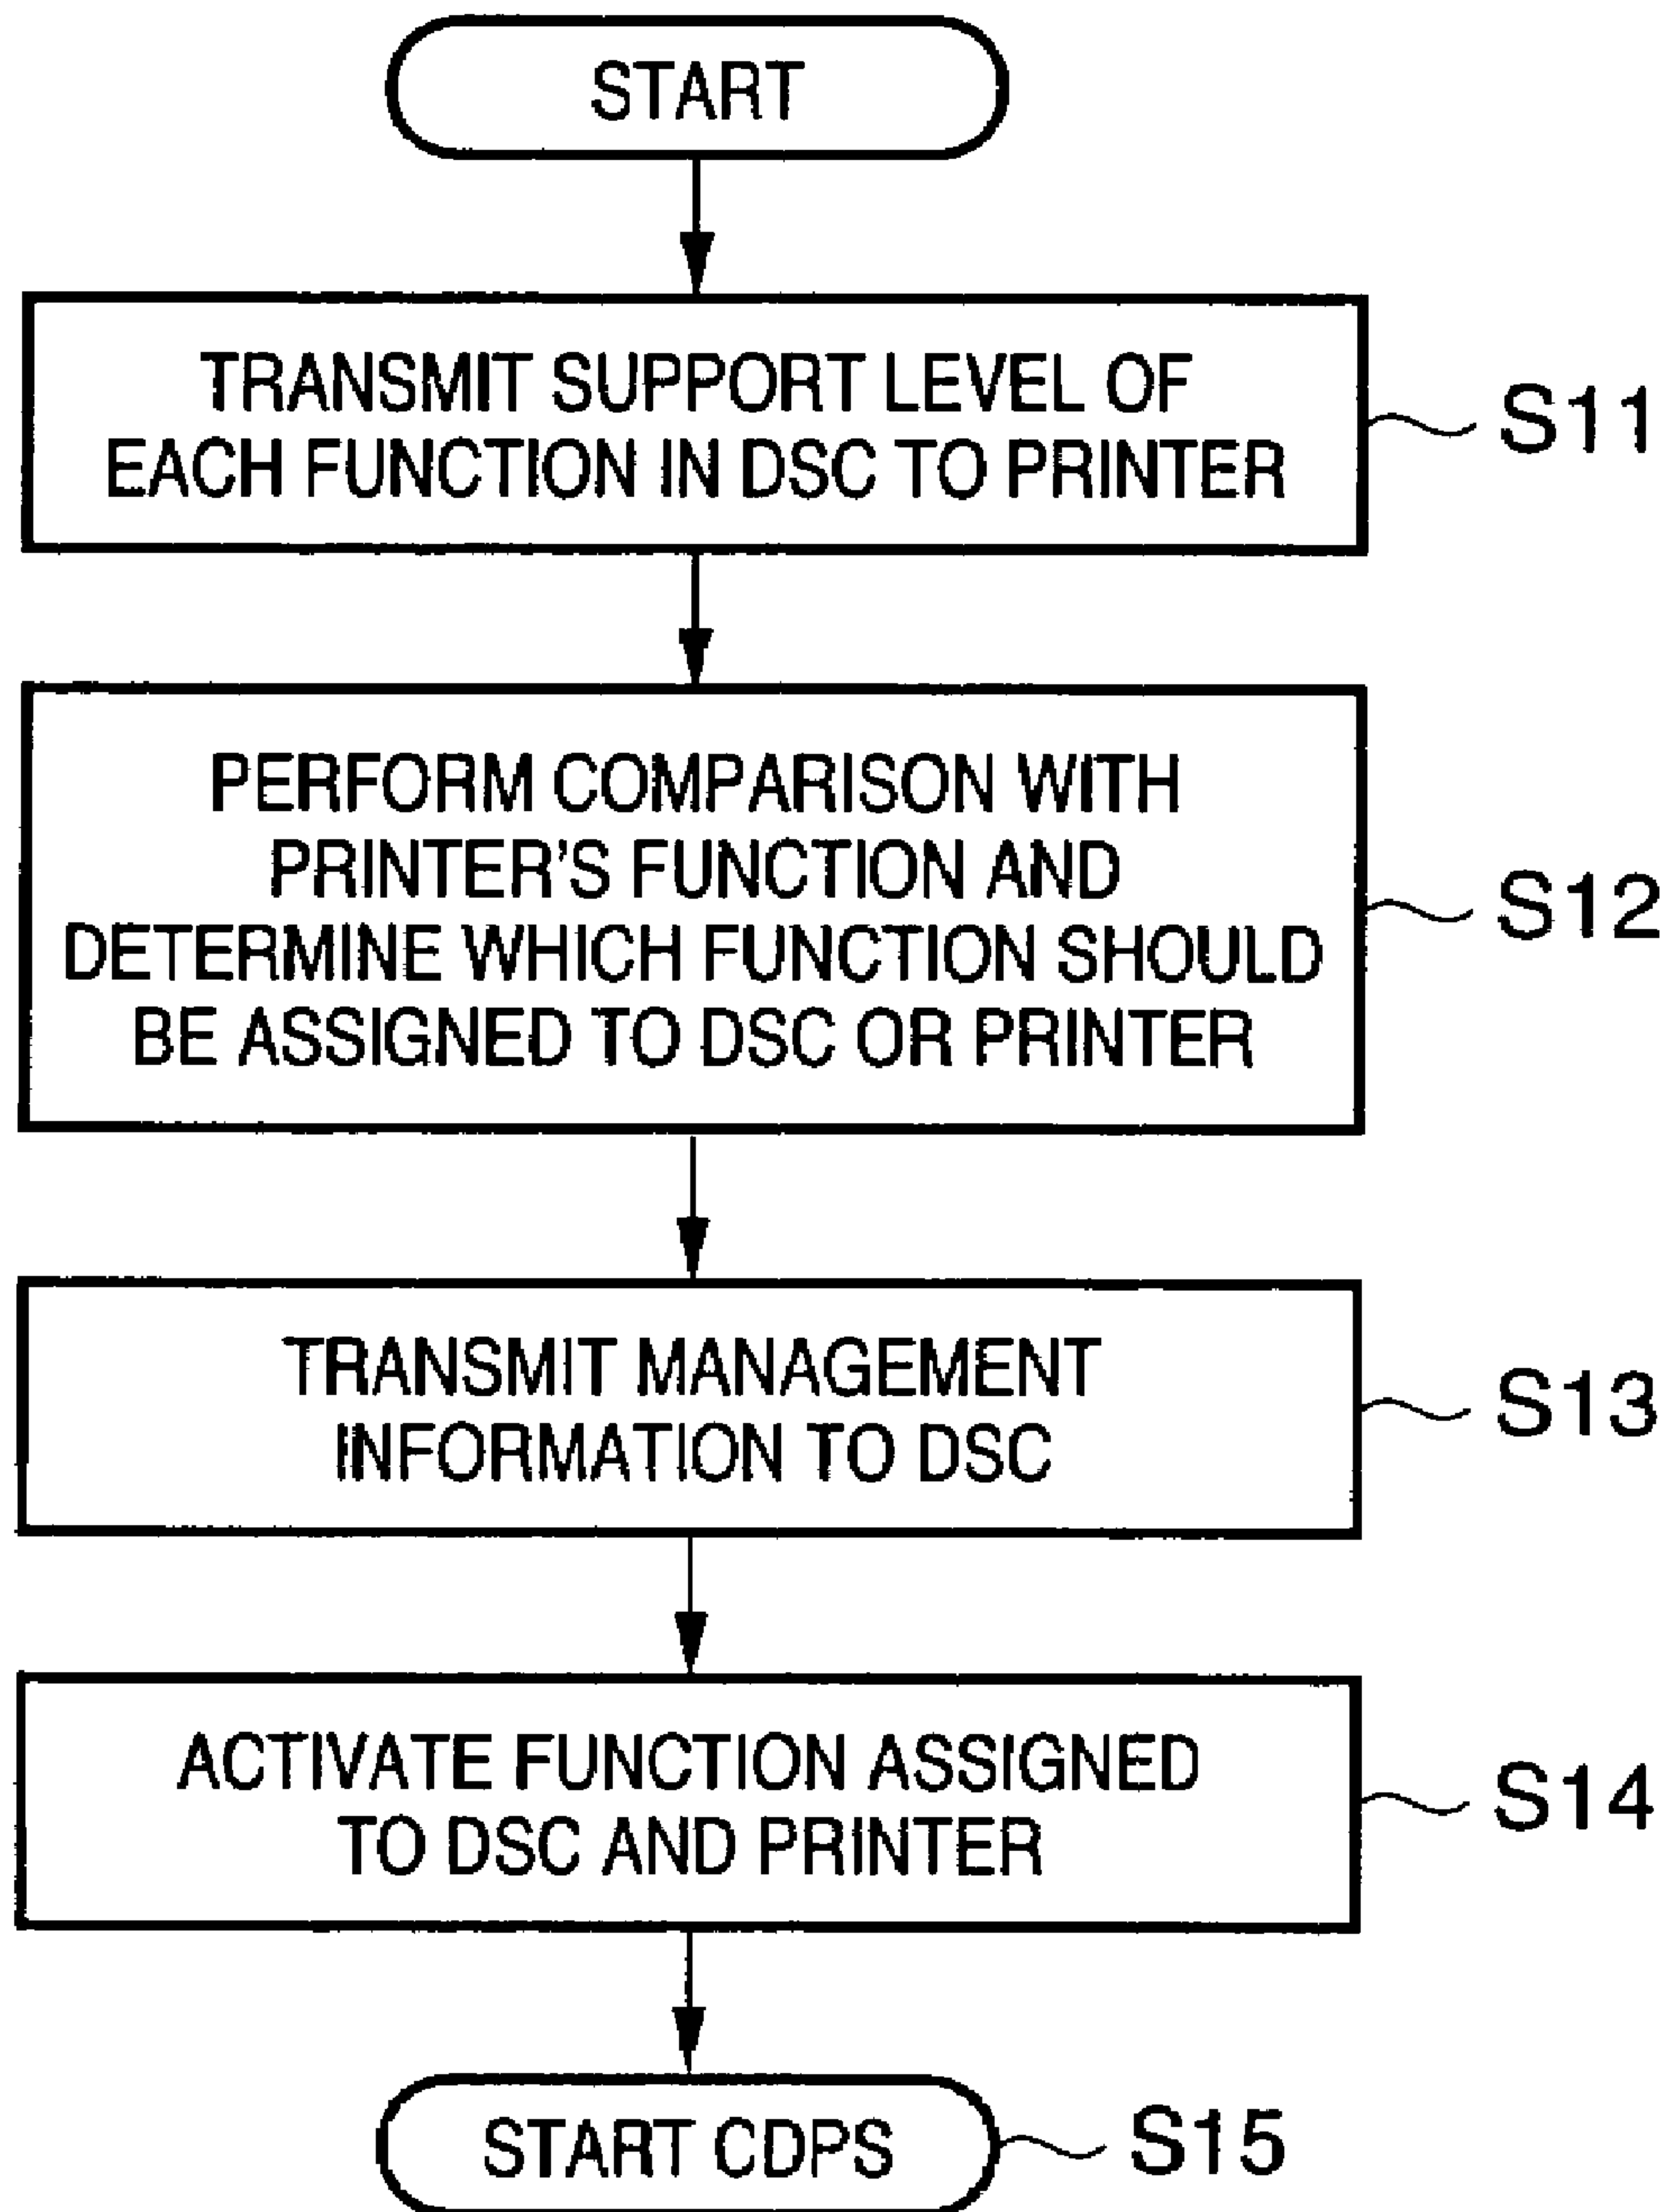 START
TRANSMIT SUPPORT LEVEL OF
EACH FUNCTION IN DSC TO PRINTER
S11
PERFORM COMPARISON WITH
PRINTER'S FUNCTION AND
DETERMINE WHICH FUNCTION SHOULD
BE ASSIGNED TO DSC OR PRINTER
S12
TRANSMIT MANAGEMENT
INFORMATION TO DSC
S13
ACTIVATE FUNCTION ASSIGNED
TO DSC AND PRINTER
S14
START CDPS
S15